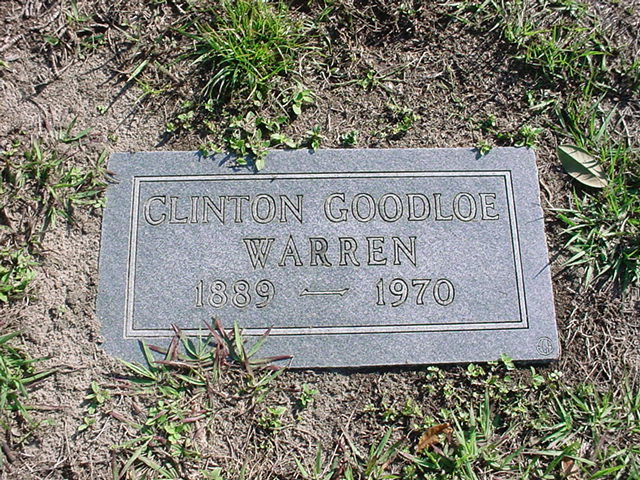 CLINTON GOODLOE
WARREN
1889 — 1970